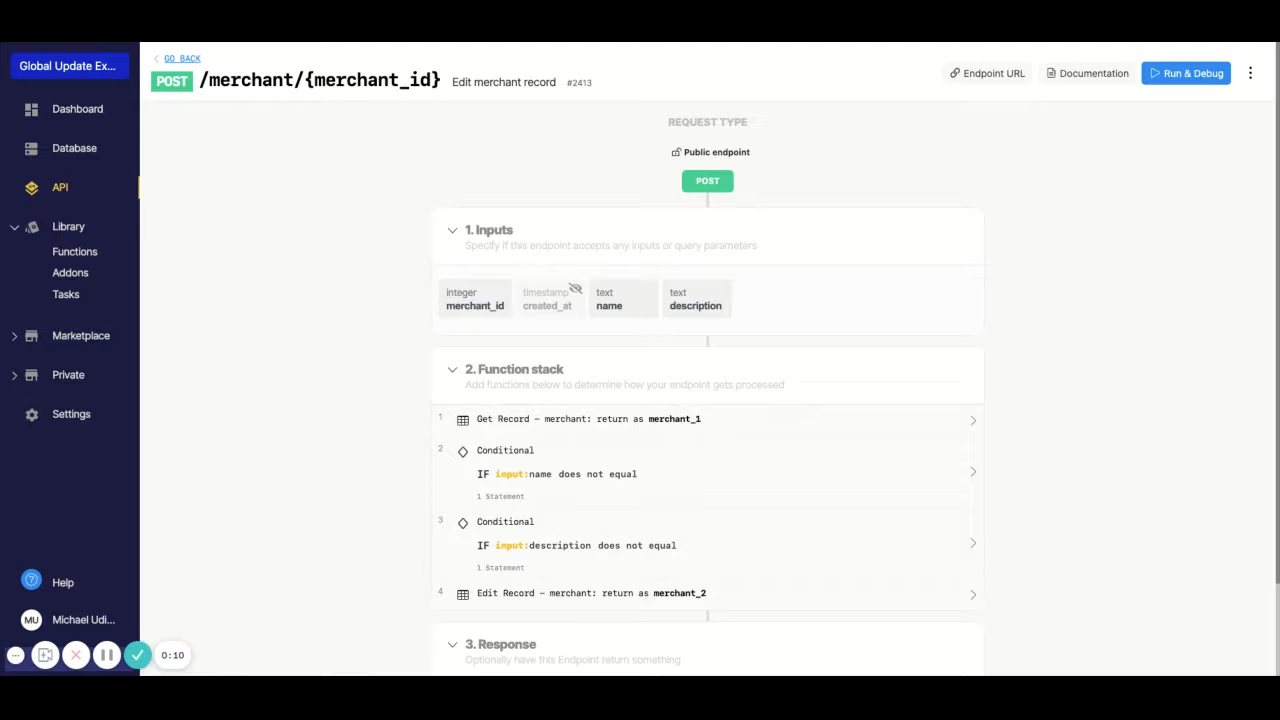 Global Update Ex...
Dashboard
Database
API
Library
Functions
Addons
Tasks
Marketplace
Private
Settings
Help
MU Michael Udi...
0:10
GO BACK
POST /merchant/{merchant_id} Edit merchant record #2413
Endpoint URL
Documentation
Run & Debug
REQUEST TYPE
Public endpoint
POST
1. Inputs
Specify if this endpoint accepts any inputs or query parameters
integer
merchant_id
timestamp
created_at
text
name
text
description
2. Function stack
Add functions below to determine how your endpoint gets processed
1 Get Record – merchant: return as merchant_1
2 Conditional
IF input:name does not equal
1 Statement
3 Conditional
IF input:description does not equal
1 Statement
4 Edit Record – merchant: return as merchant_2
3. Response
Optionally have this Endpoint return something